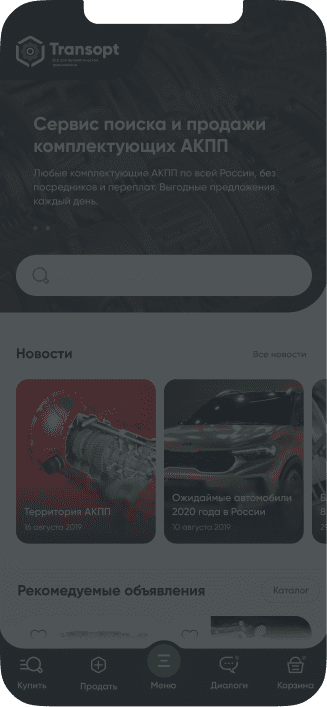 Transopt
Сервис поиска и продажи
комплектующих АКПП
Любые комплектующие АКПП по всей России, без
посредников и переплат. Выгодные предложения
каждый день.
Новости
Все новости
Территория АКПП
16 августа 2019
Ожидаймые автомобили
2020 года в России
10 августа 2019
Рекомедуемые объявления
Каталог
Купить
Продать
Меню
Диалоги
Корзина